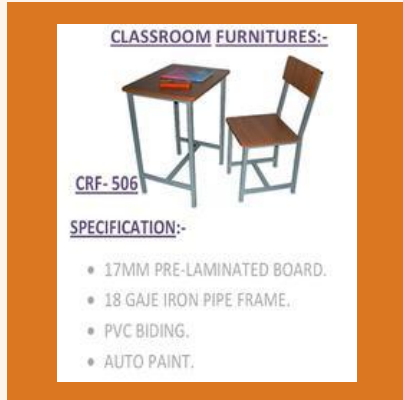 CLASSROOM FURNITURES:-
CRF- 506
SPECIFICATION:-
• 17MM PRE-LAMINATED BOARD.
• 18 GAJE IRON PIPE FRAME.
• PVC BIDING.
• AUTO PAINT.